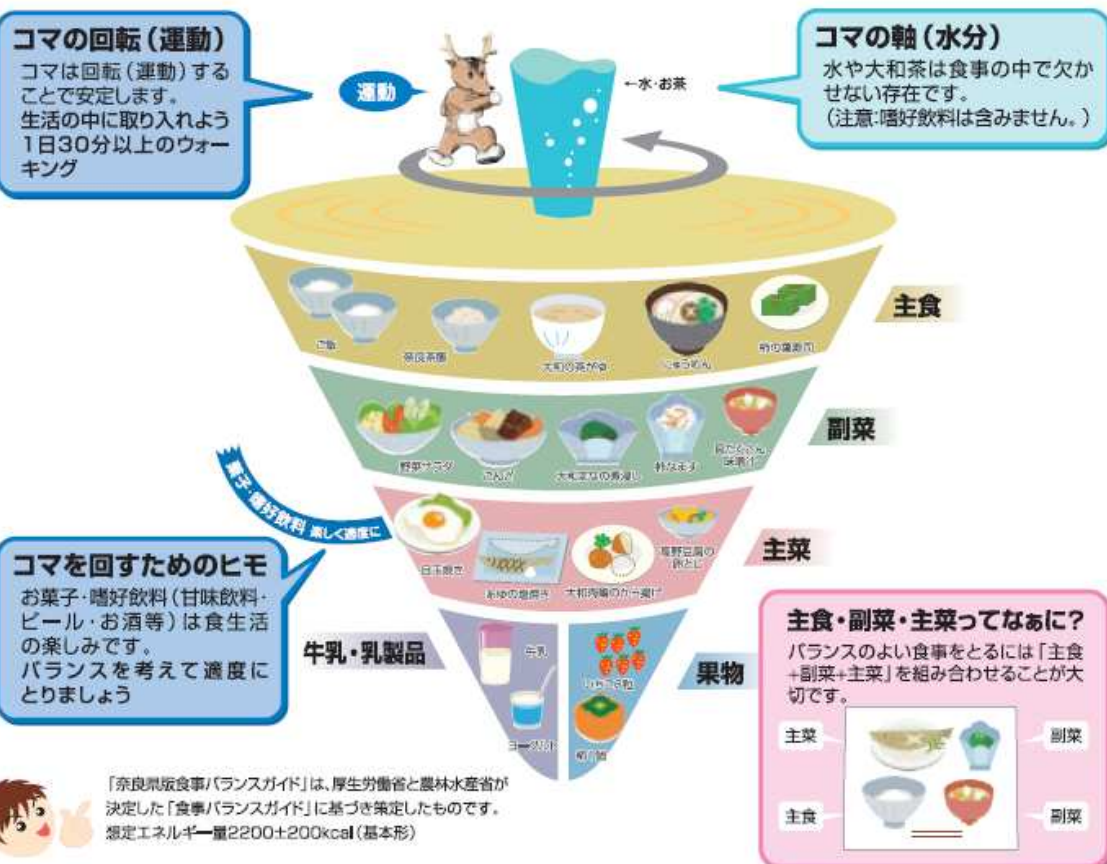 コマの回転(運動)
コマは回転(運動)する
ことで安定します。
生活の中に取り入れよう
1日30分以上のウォー
キング
運動
←水・お茶
コマの軸(水分)
水や大和茶は食事の中で欠か
せない存在です。
(注意:嗜好飲料は含みません。)
主食
ご飯
奈良茶飯
大和の茶がゆ
にゅうめん
柿の葉寿司
副菜
野菜サラダ
大和まなの煮浸し
柿なます
具だくさん
味噌汁
菓子・嗜好飲料 楽しく適度に
主菜
目玉焼き
あゆの塩焼き
大和肉鶏のから揚げ
高野豆腐の
卵とじ
コマを回すためのヒモ
お菓子・嗜好飲料(甘味飲料・
ビール・お酒等)は食生活
の楽しみです。
バランスを考えて適度に
とりましょう
牛乳・乳製品
牛乳
ヨーグルト
果物
主食・副菜・主菜ってなぁに?
バランスのよい食事をとるには「主食
+副菜+主菜」を組み合わせることが大
切です。
主菜
副菜
主食
副菜
「奈良県版食事バランスガイド」は、厚生労働省と農林水産省が
決定した「食事バランスガイド」に基づき策定したものです。
想定エネルギー量2200±200kcal(基本形)